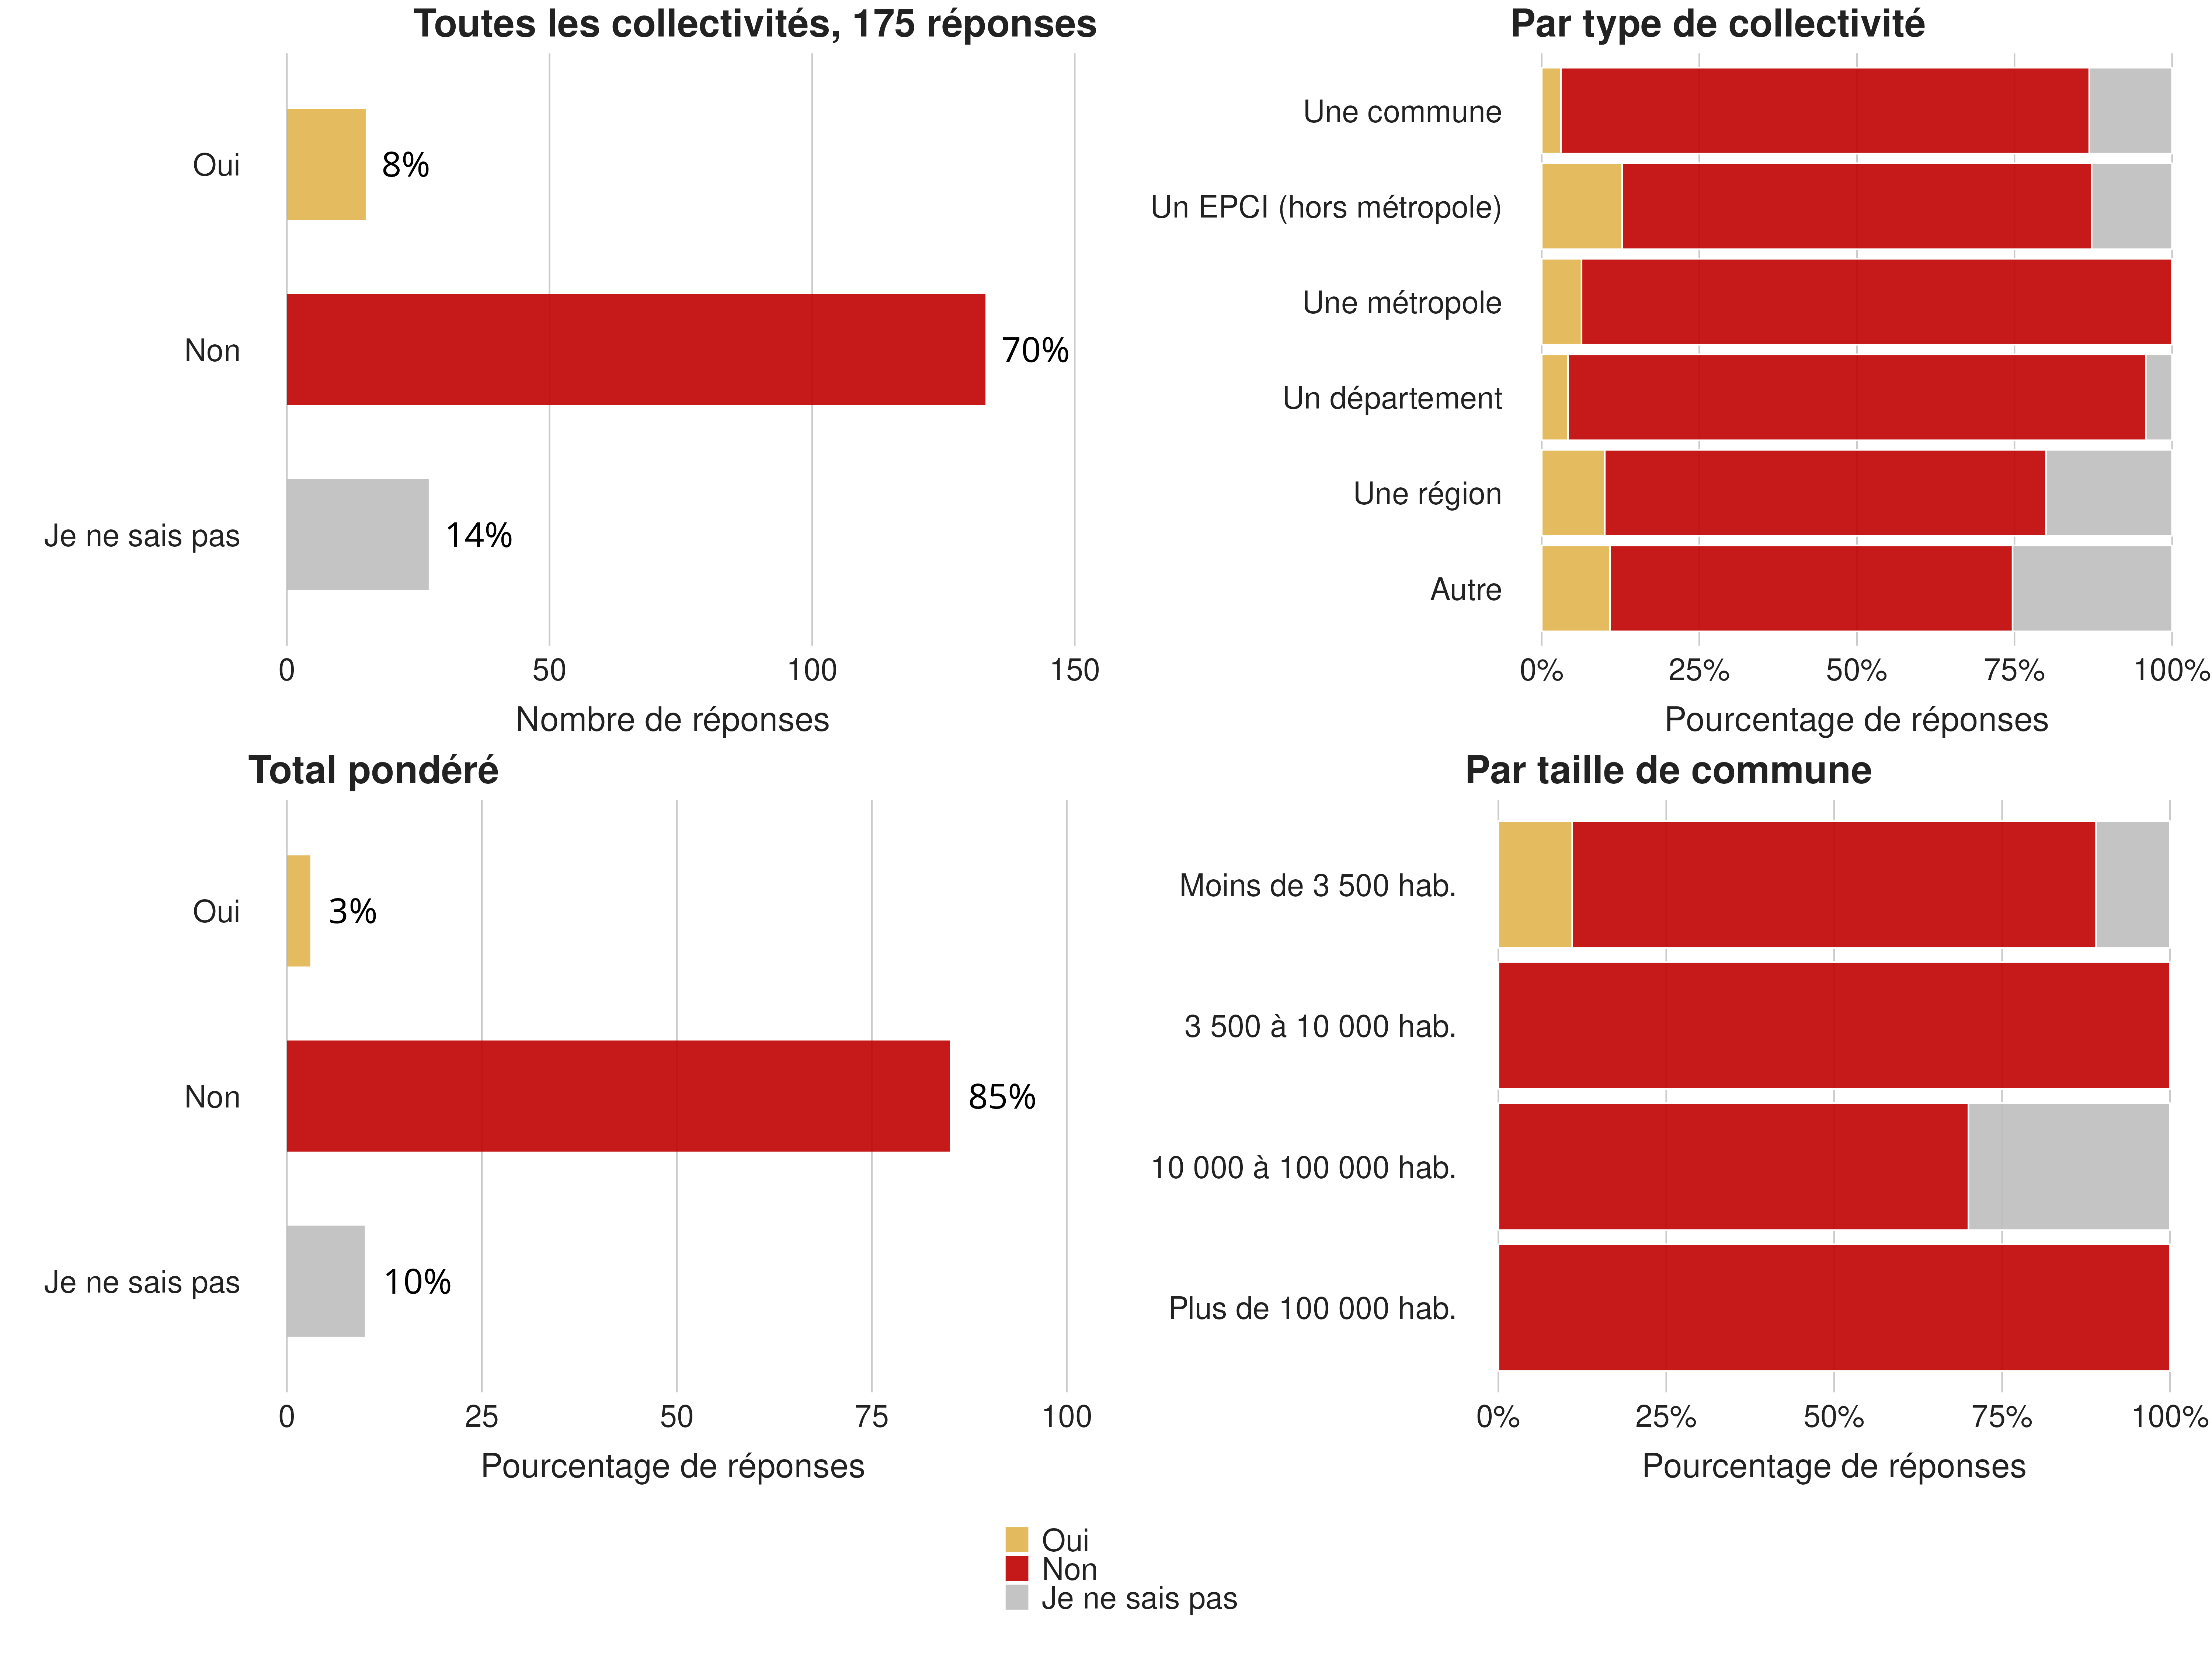 Toutes les collectivités, 175 réponses
Oui
8%
Non
70%
Je ne sais pas
14%
0 50 100 150
Nombre de réponses
Par type de collectivité
Une commune
Un EPCI (hors métropole)
Une métropole
Un département
Une région
Autre
0% 25% 50% 75% 100%
Pourcentage de réponses
Total pondéré
Oui
3%
Non
85%
Je ne sais pas
10%
0 25 50 75 100
Pourcentage de réponses
Par taille de commune
Moins de 3 500 hab.
3 500 à 10 000 hab.
10 000 à 100 000 hab.
Plus de 100 000 hab.
0% 25% 50% 75% 100%
Pourcentage de réponses
Oui
Non
Je ne sais pas